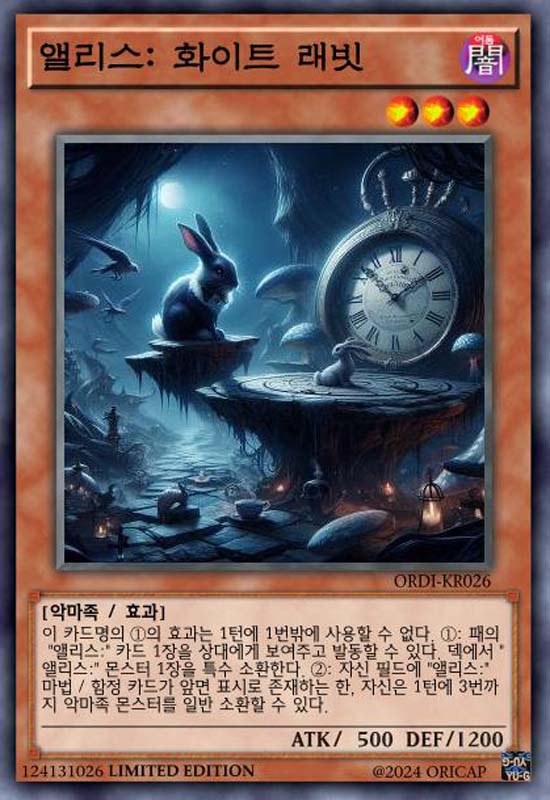 앨리스: 화이트 래빗
어둠
闇
ORDI-KR026
[악마족 / 효과]
이 카드명의 ①의 효과는 1턴에 1번밖에 사용할 수 없다. ①: 패의
"앨리스:" 카드 1장을 상대에게 보여주고 발동할 수 있다. 덱에서 "
앨리스:" 몬스터 1장을 특수 소환한다. ②: 자신 필드에 "앨리스:"
마법 / 함정 카드가 앞면 표시로 존재하는 한, 자신은 1턴에 3번까
지 악마족 몬스터를 일반 소환할 수 있다.
ATK/ 500 DEF/1200
124131026 LIMITED EDITION
©2024 ORICAP